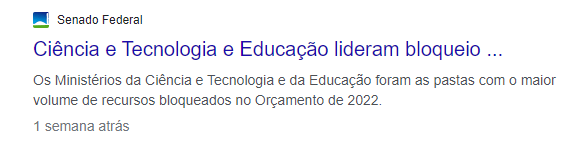 Senado Federal
Ciência e Tecnologia e Educação lideram bloqueio ...
Os Ministérios da Ciência e Tecnologia e da Educação foram as pastas com o maior
volume de recursos bloqueados no Orçamento de 2022.
1 semana atrás